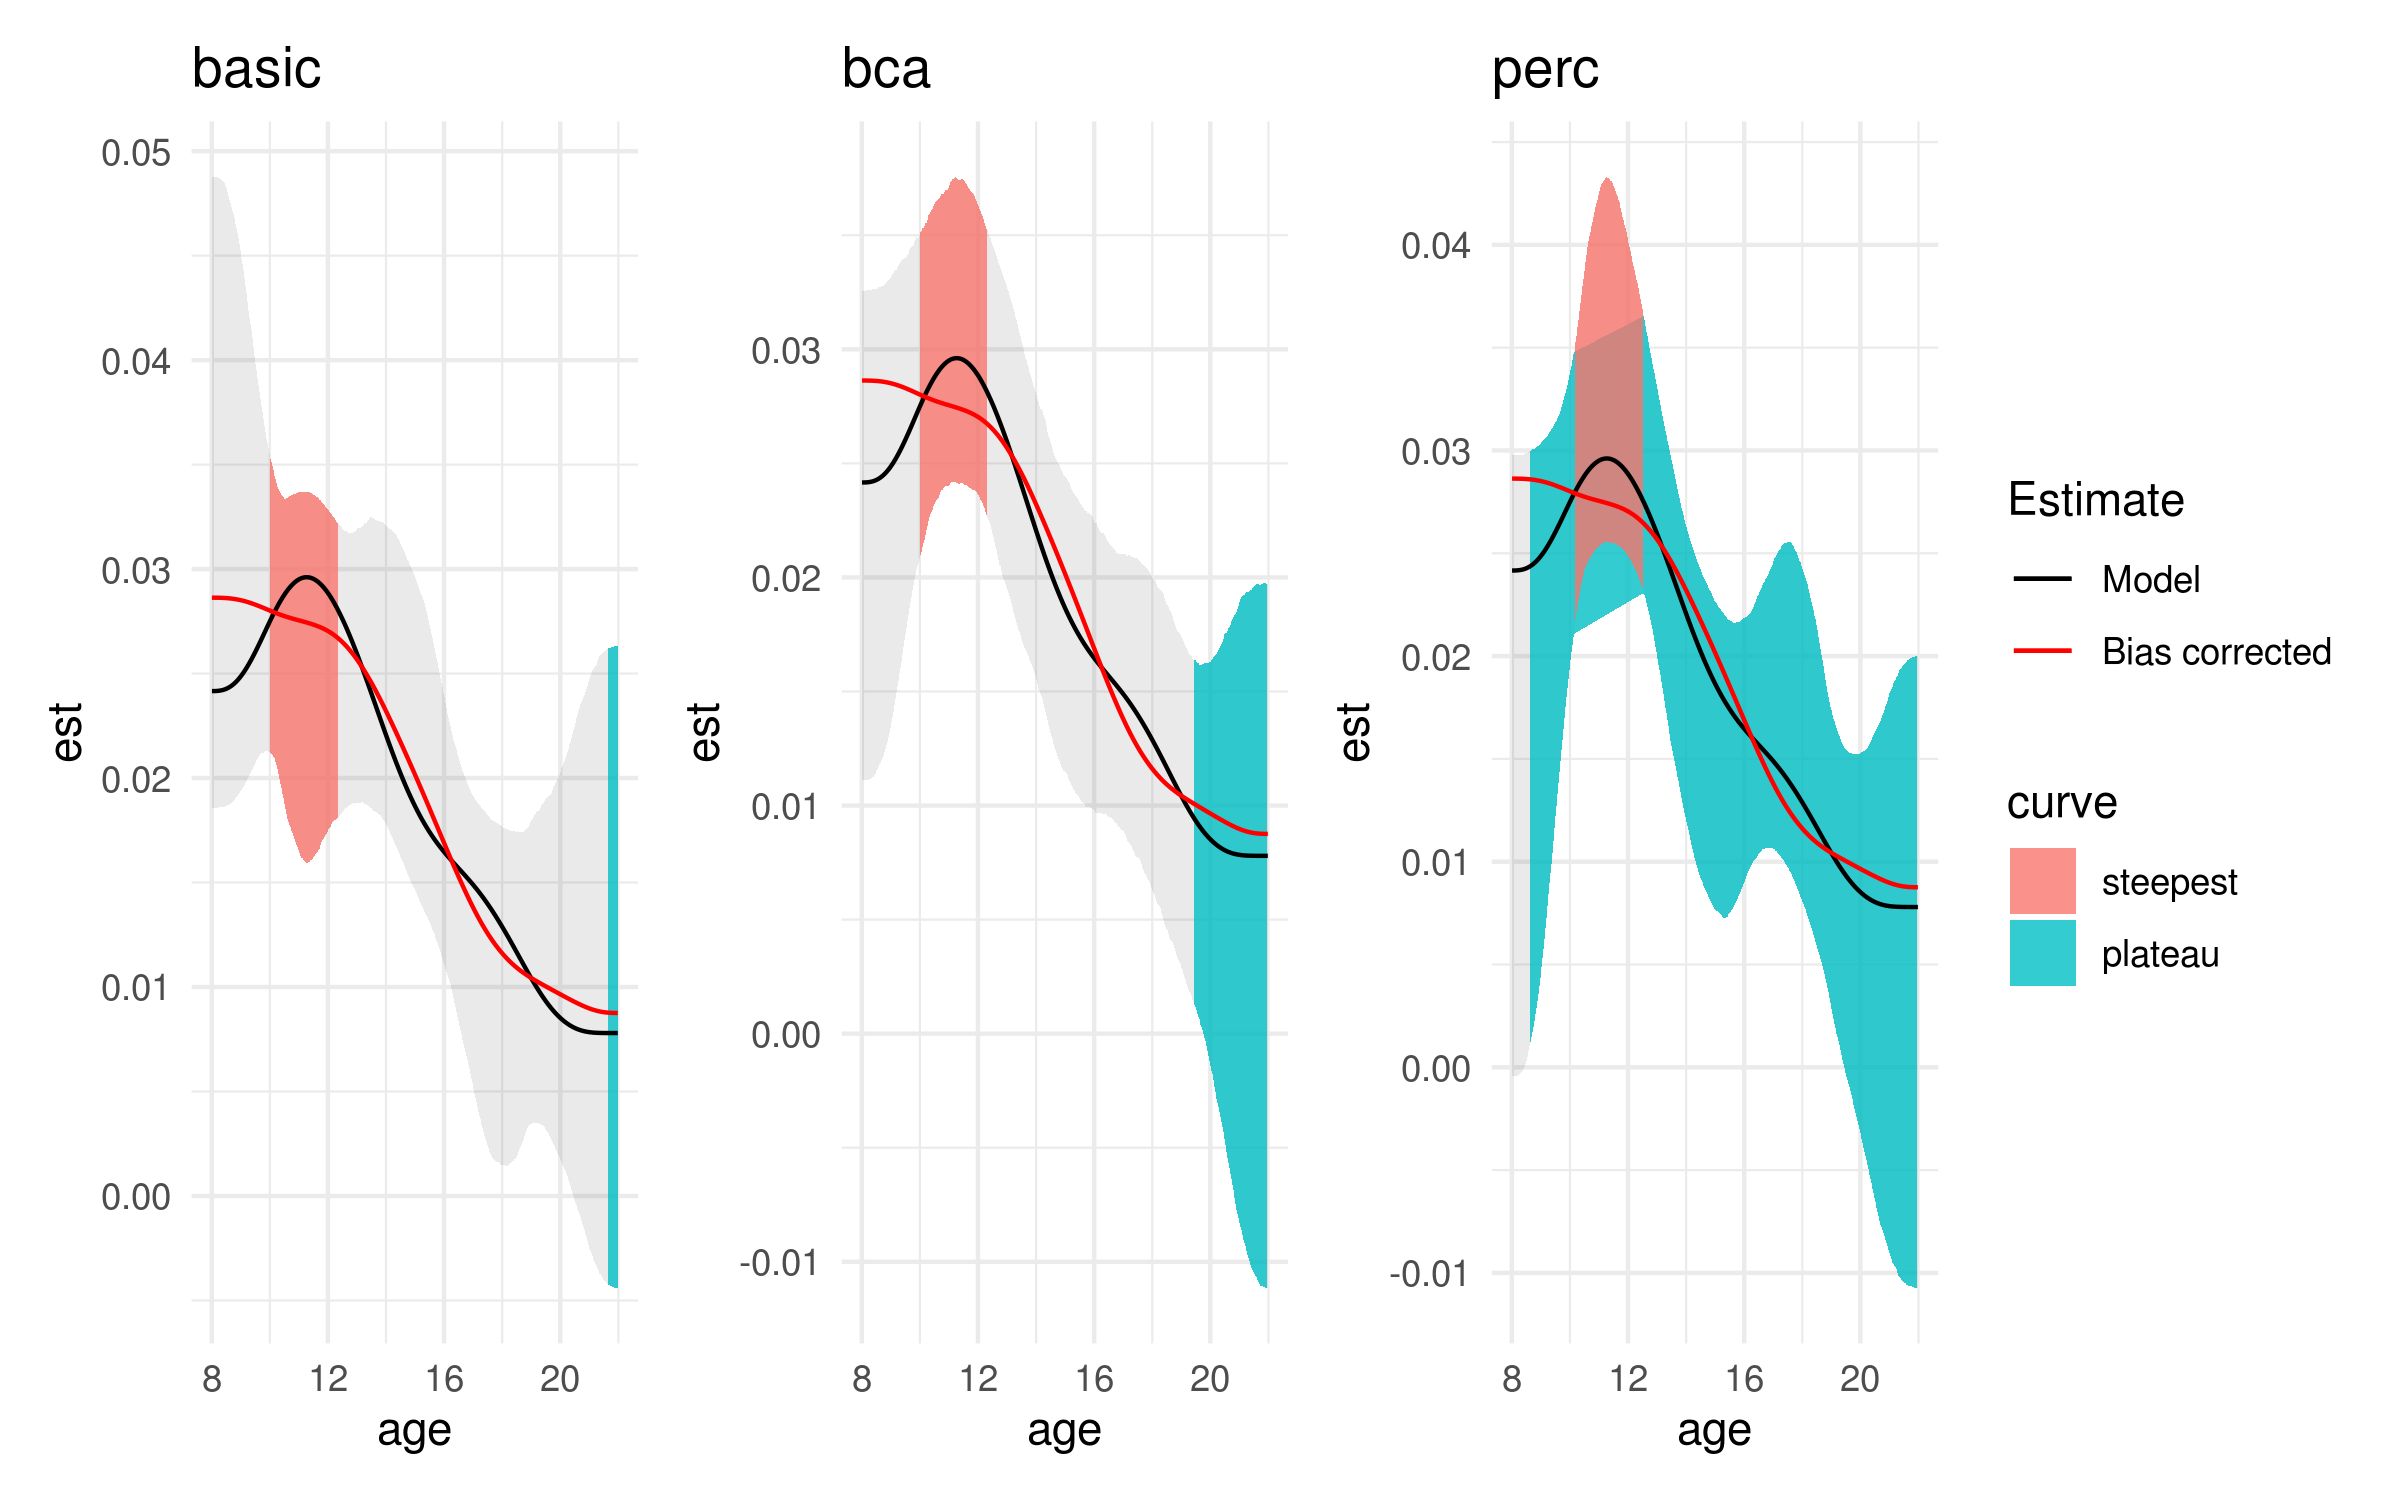 basic
bca
perc
0.05
0.04
0.03
0.02
0.01
0.00
est
8 12 16 20
age
0.03
0.02
0.01
0.00
-0.01
est
8 12 16 20
age
0.04
0.03
0.02
0.01
0.00
-0.01
est
8 12 16 20
age
Estimate
Model
Bias corrected
curve
steepest
plateau